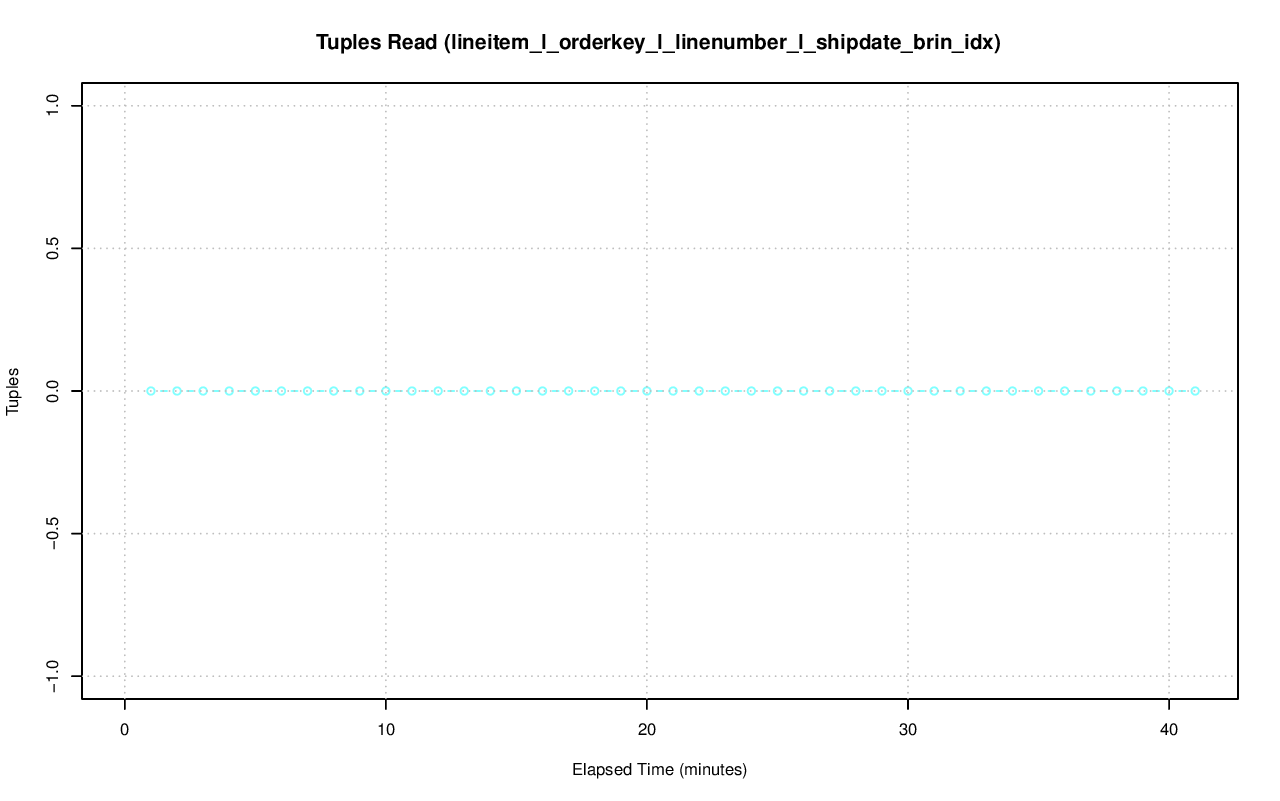 Tuples Read (lineitem_l_orderkey_l_linenumber_l_shipdate_brin_idx)
1.0
0.5
0.0
−0.5
−1.0
Tuples
0 10 20 30 40
Elapsed Time (minutes)